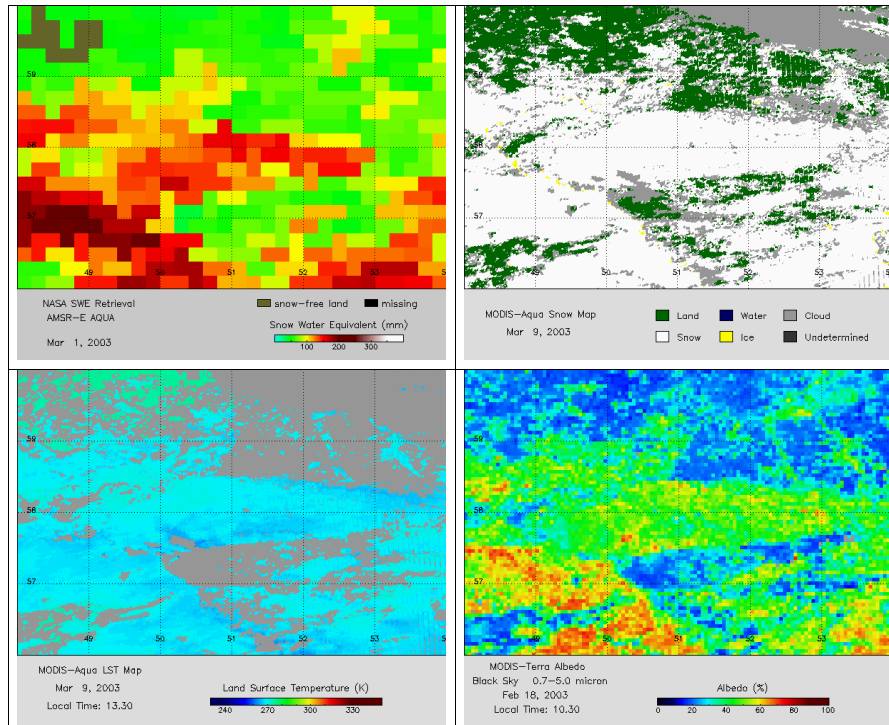 59
58
57
49 50 51 52 53
NASA SWE Retrieval
AMSR-E AQUA
Mar 1, 2003
snow-free land missing
Snow Water Equivalent (mm)
100 200 300
59
58
57
49 50 51 52 53
MODIS-Aqua Snow Map
Mar 9, 2003
Land Water Cloud
Snow Ice Undetermined
59
58
57
49 50 51 52 53
MODIS-Aqua LST Map
Mar 9, 2003
Local Time: 13.30
Land Surface Temperature (K)
240 270 300 330
59
58
57
49 50 51 52 53
MODIS-Terra Albedo
Black Sky 0.7-5.0 micron
Feb 18, 2003
Local Time: 10.30
Albedo (%)
0 20 40 60 80 100